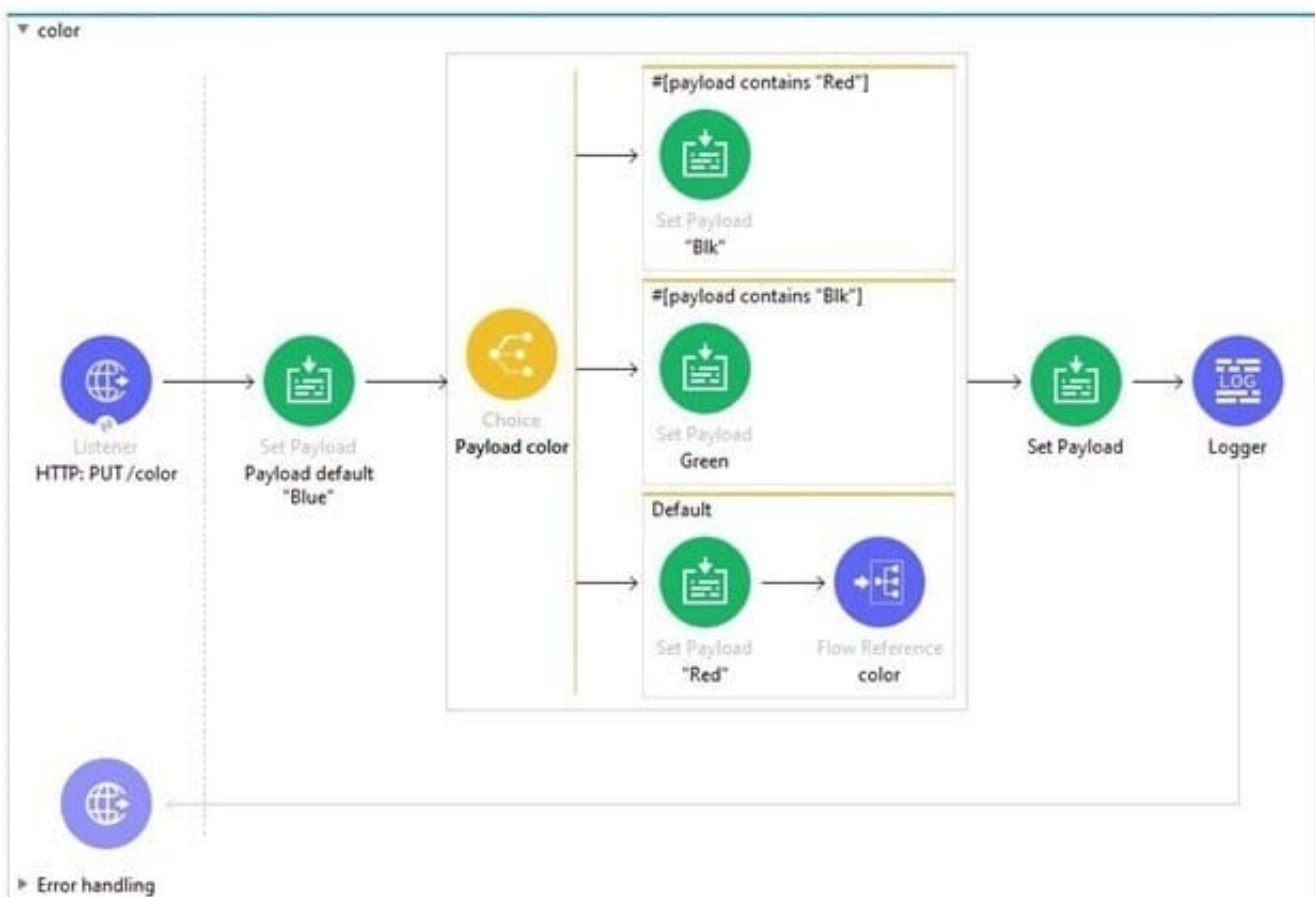 color
#[payload contains "Red"]
Set Payload
"Blk"
#[payload contains "Blk"]
Set Payload
Green
Listener
HTTP: PUT /color
Set Payload
Payload default
"Blue"
Choice
Payload color
Set Payload
LOG
Logger
Default
Set Payload
"Red"
Flow Reference
color
Error handling